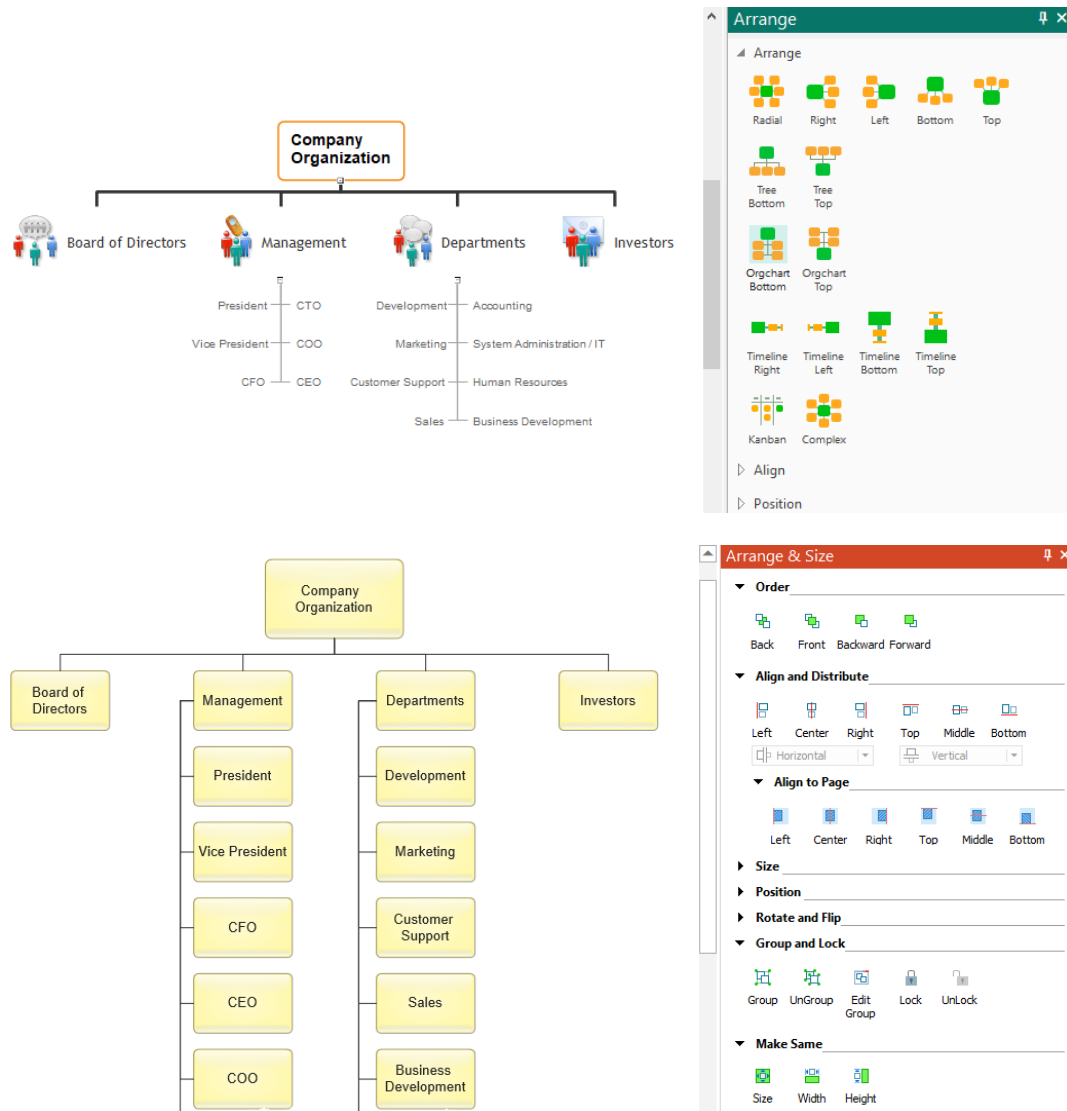 Company
Organization
Board of Directors
Management
Departments
Investors
President
CTO
Vice President
COO
CFO
CEO
Development
Accounting
Marketing
System Administration / IT
Customer Support
Human Resources
Sales
Business Development
Arrange
Arrange
Radial Right Left Bottom Top
Tree
Bottom
Tree
Top
Orgchart
Bottom
Orgchart
Top
Timeline
Right
Timeline
Left
Timeline
Bottom
Timeline
Top
Kanban Complex
Align
Position
Company
Organization
Board of
Directors
Management
Departments
Investors
President
Development
Vice President
Marketing
CFO
Customer
Support
CEO
Sales
COO
Business
Development
Arrange & Size
Order
Back Front Backward Forward
Align and Distribute
Left Center Right Top Middle Bottom
Horizontal Vertical
Align to Page
Left Center Right Top Middle Bottom
Size
Position
Rotate and Flip
Group and Lock
Group UnGroup Edit
Group
Lock UnLock
Make Same
Size Width Height